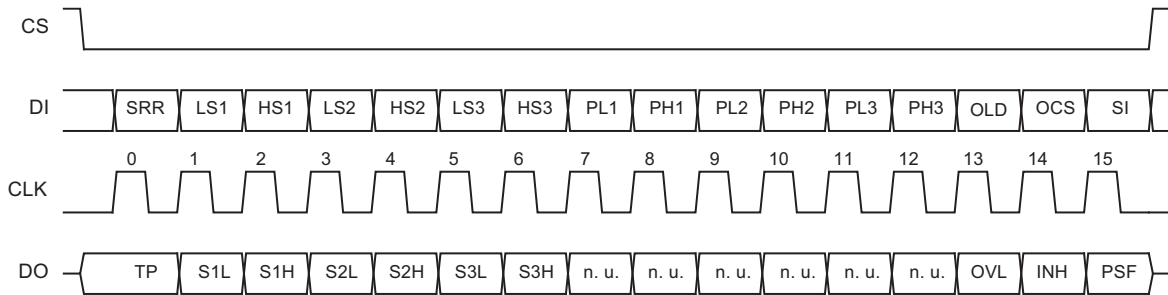 CS
DI SRR LS1 HS1 LS2 HS2 LS3 HS3 PL1 PH1 PL2 PH2 PL3 PH3 OLD OCS SI
0 1 2 3 4 5 6 7 8 9 10 11 12 13 14 15
CLK
DO TP S1L S1H S2L S2H S3L S3H n. u. n. u. n. u. n. u. n. u. n. u. OVL INH PSF